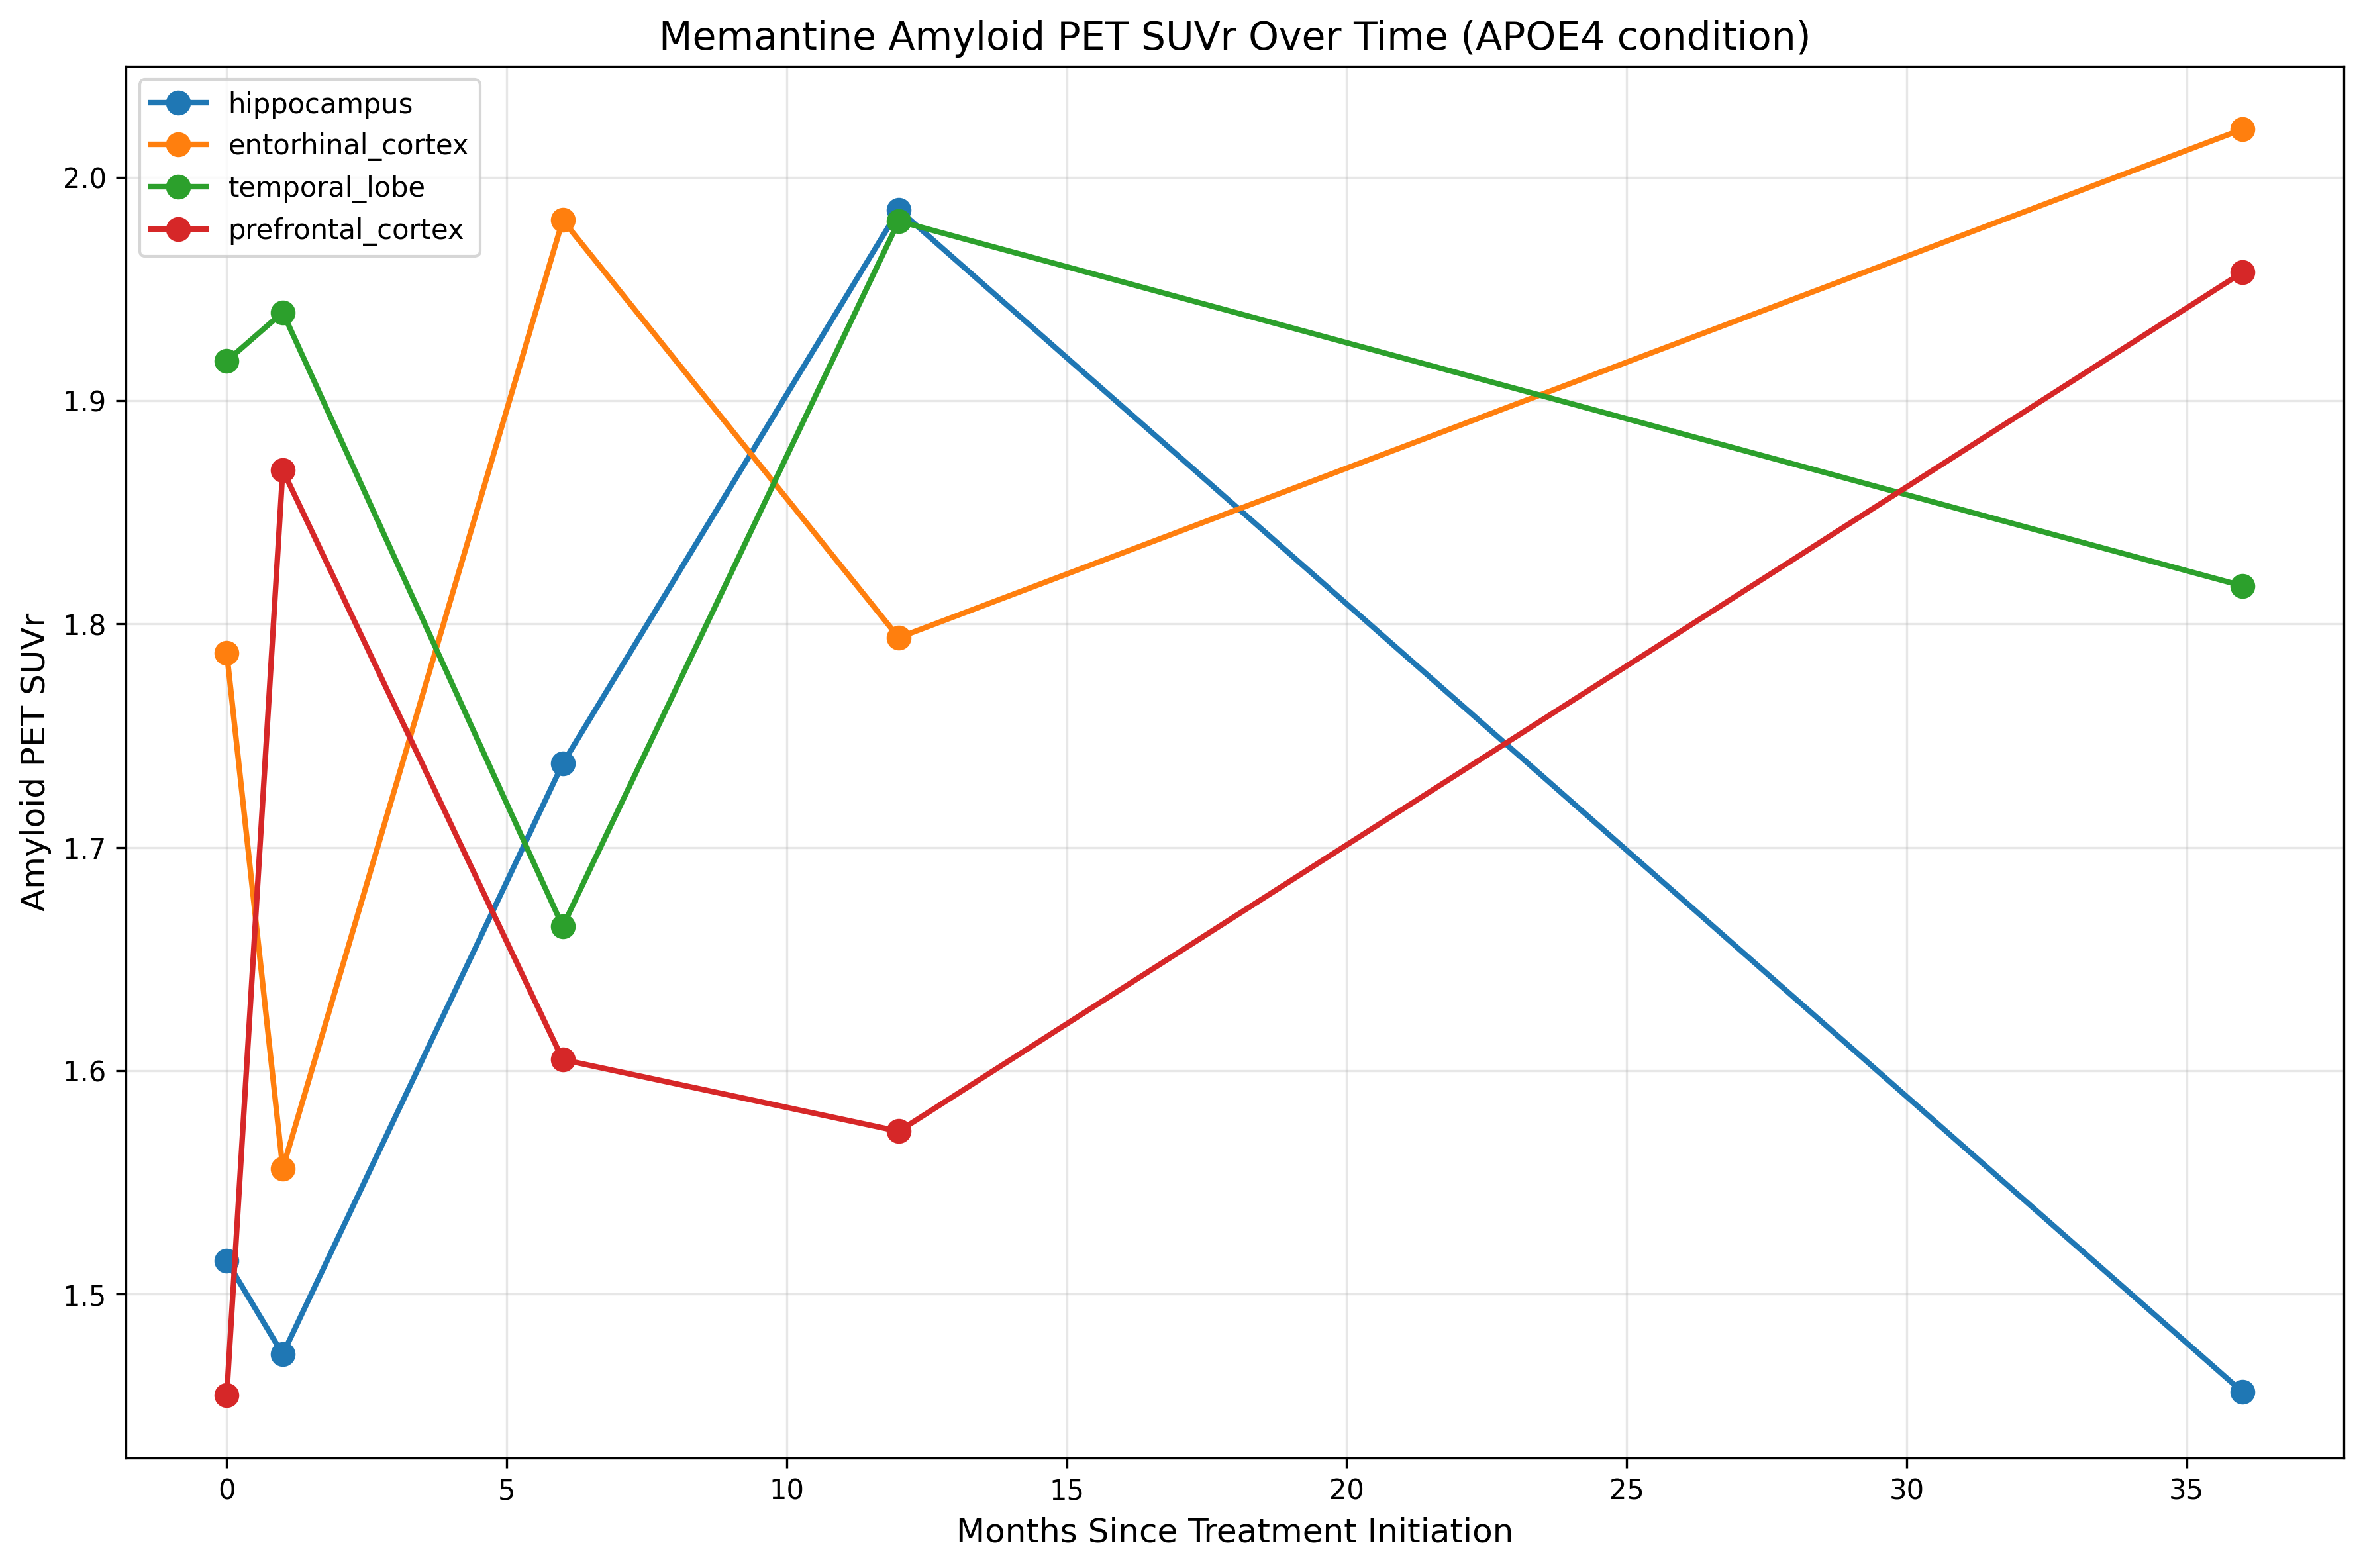 Memantine Amyloid PET SUVr Over Time (APOE4 condition)
hippocampus
entorhinal_cortex
temporal_lobe
prefrontal_cortex
Amyloid PET SUVr
2.0
1.9
1.8
1.7
1.6
1.5
0 5 10 15 20 25 30 35
Months Since Treatment Initiation